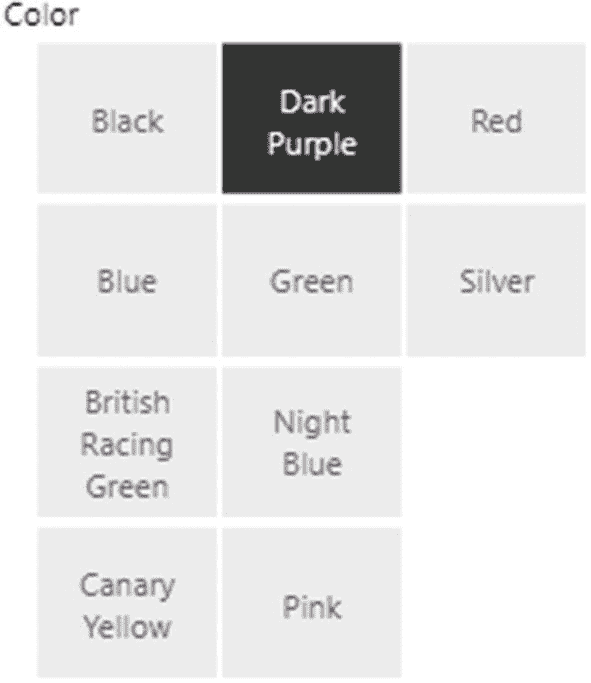 Color
Black
Dark
Purple
Red
Blue
Green
Silver
British
Racing
Green
Night
Blue
Canary
Yellow
Pink